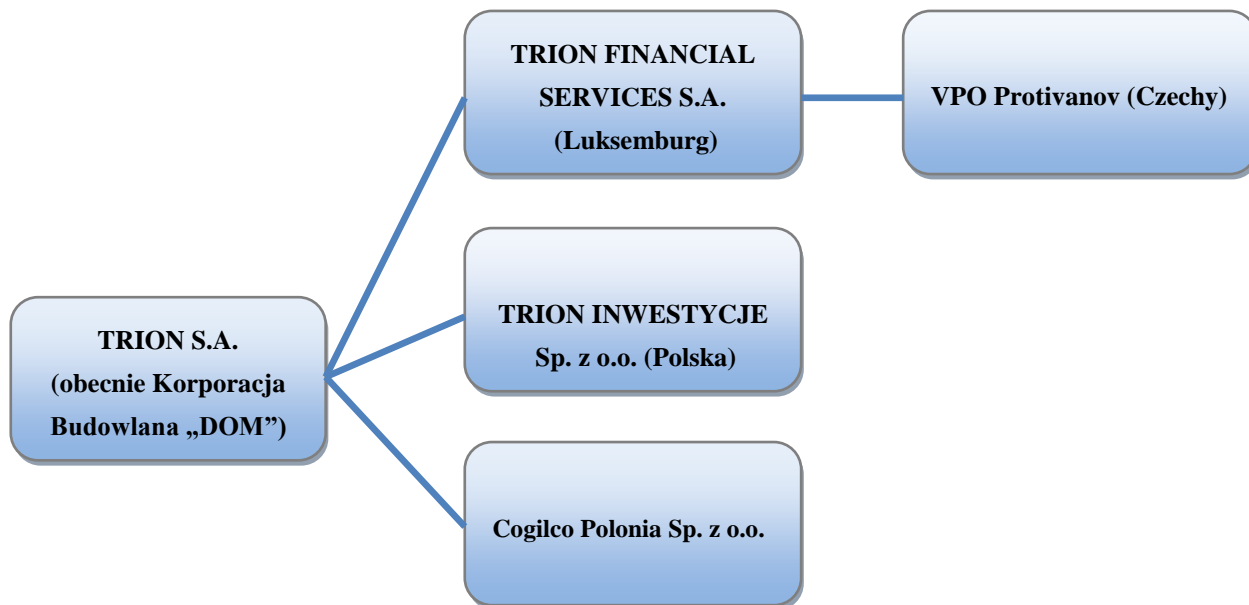 TRION FINANCIAL
SERVICES S.A.
(Luksemburg)
VPO Protivanov (Czechy)
TRION INWESTYCJE
Sp. z o.o. (Polska)
TRION S.A.
(obecnie Korporacja
Budowlana „DOM”)
Cogilco Polonia Sp. z o.o.